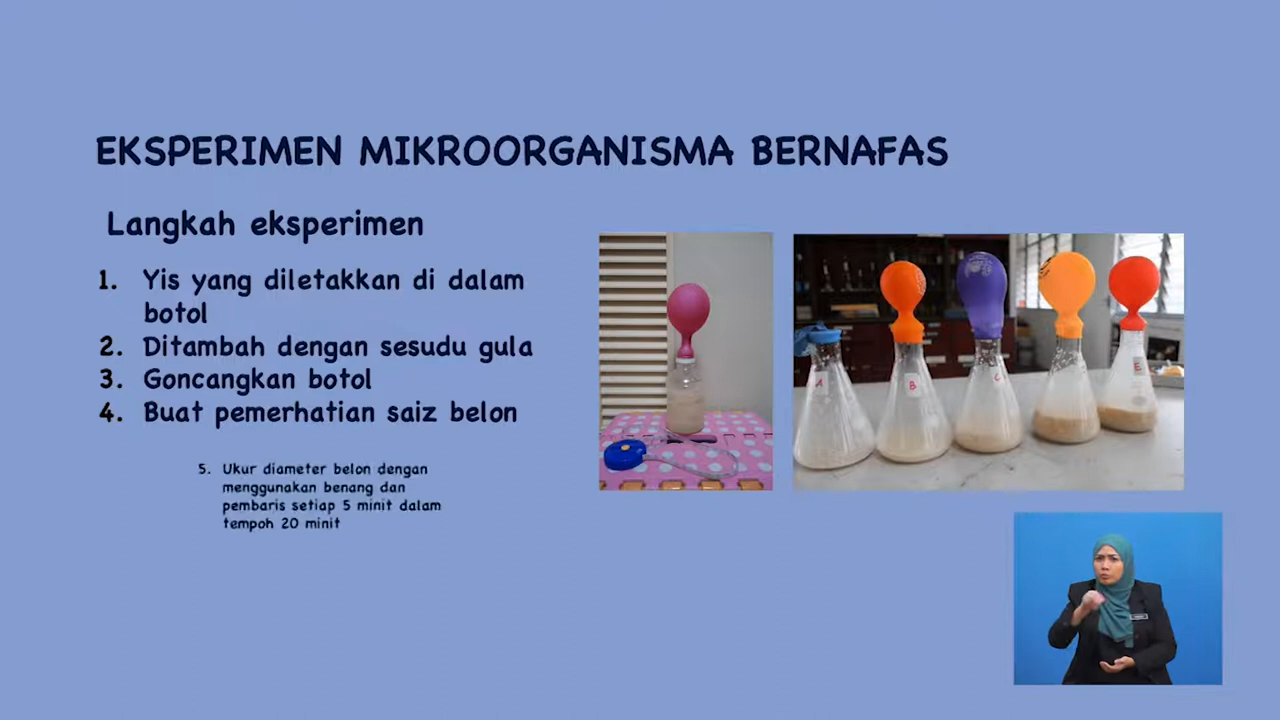 EKSPERIMEN MIKROORGANISMA BERNAFAS
Langkah eksperimen
1. Yis yang diletakkan di dalam
botol
2. Ditambah dengan sesudu gula
3. Goncangkan botol
4. Buat pemerhatian saiz belon
5. Ukur diameter belon dengan
menggunakan benang dan
pembaris setiap 5 minit dalam
tempoh 20 minit
A
B
C
E